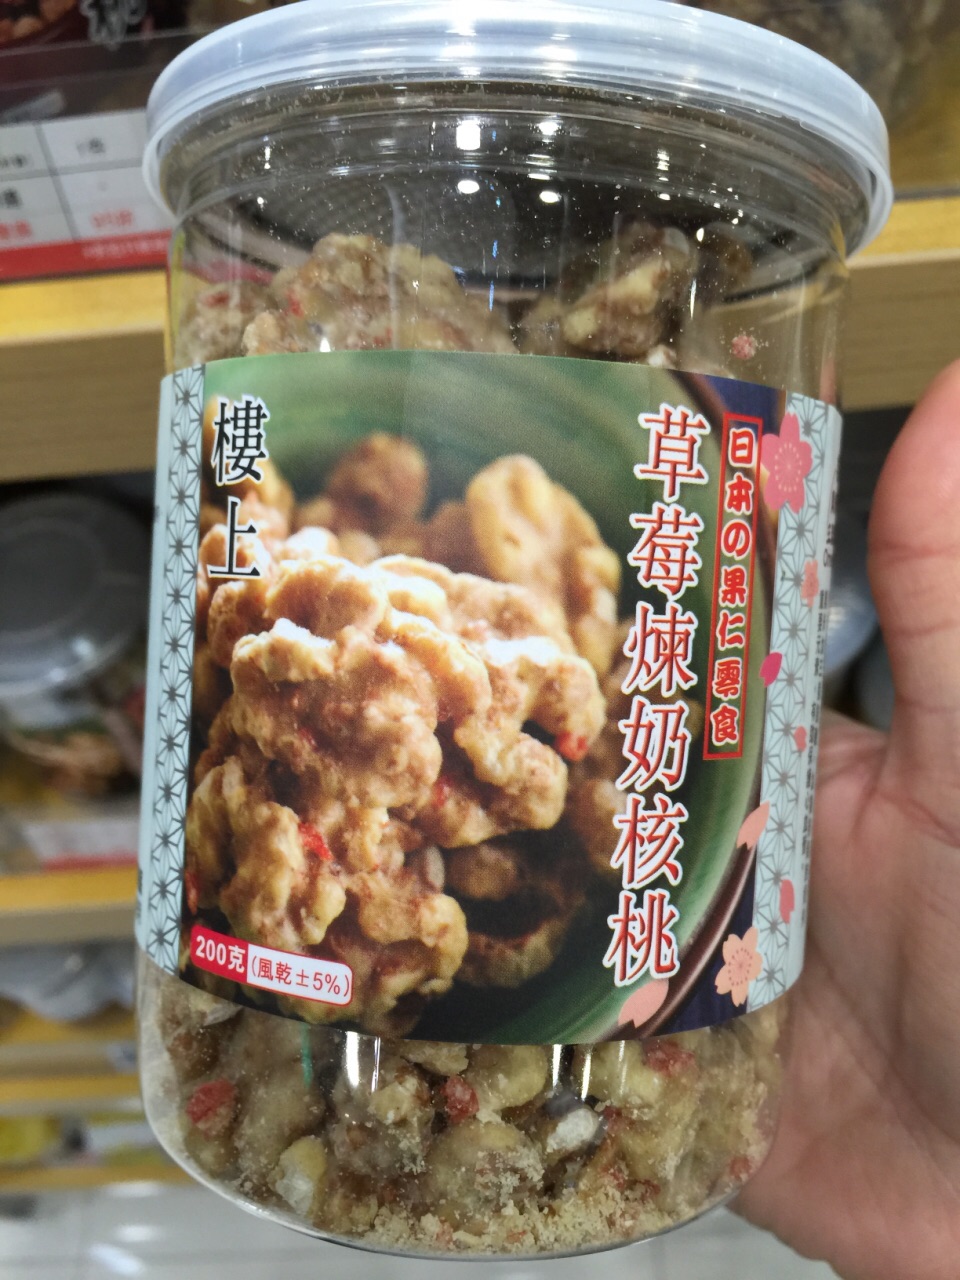 樓上
日本の果仁零食
草莓煉奶核桃
200克(風乾±5%)